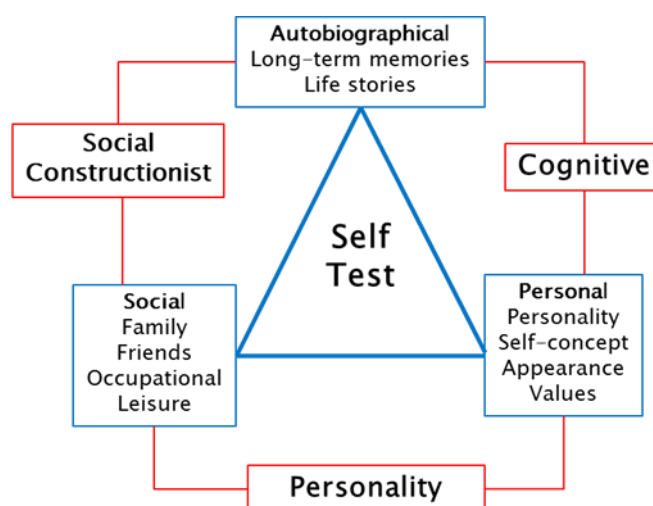 Autobiographical
Long-term memories
Life stories
Social
Constructionist
Cognitive
Self
Test
Social
Family
Friends
Occupational
Leisure
Personal
Personality
Self-concept
Appearance
Values
Personality